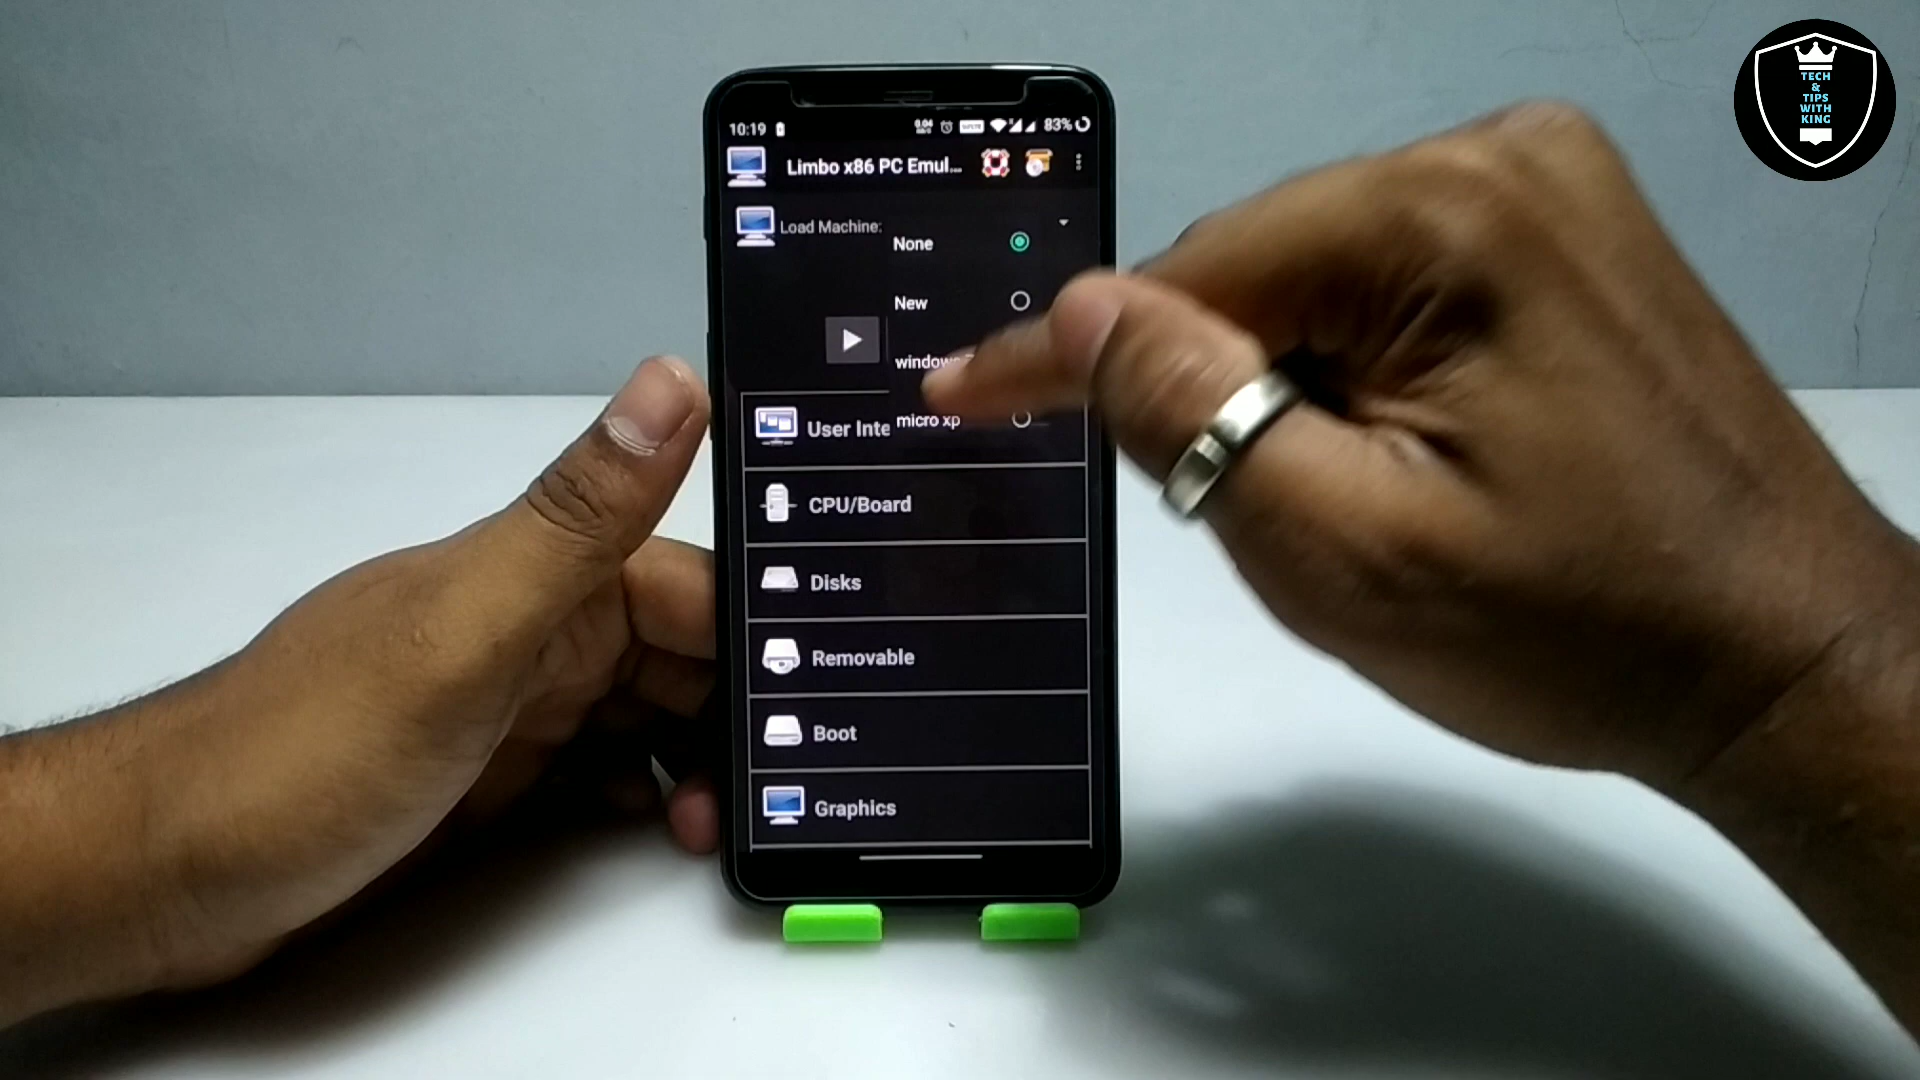 TECH
&
TIPS
WITH
KING
10:19 83%
Limbo x86 PC Emul...
Load Machine:
None
New
windows
micro xp
User Inte
CPU/Board
Disks
Removable
Boot
Graphics